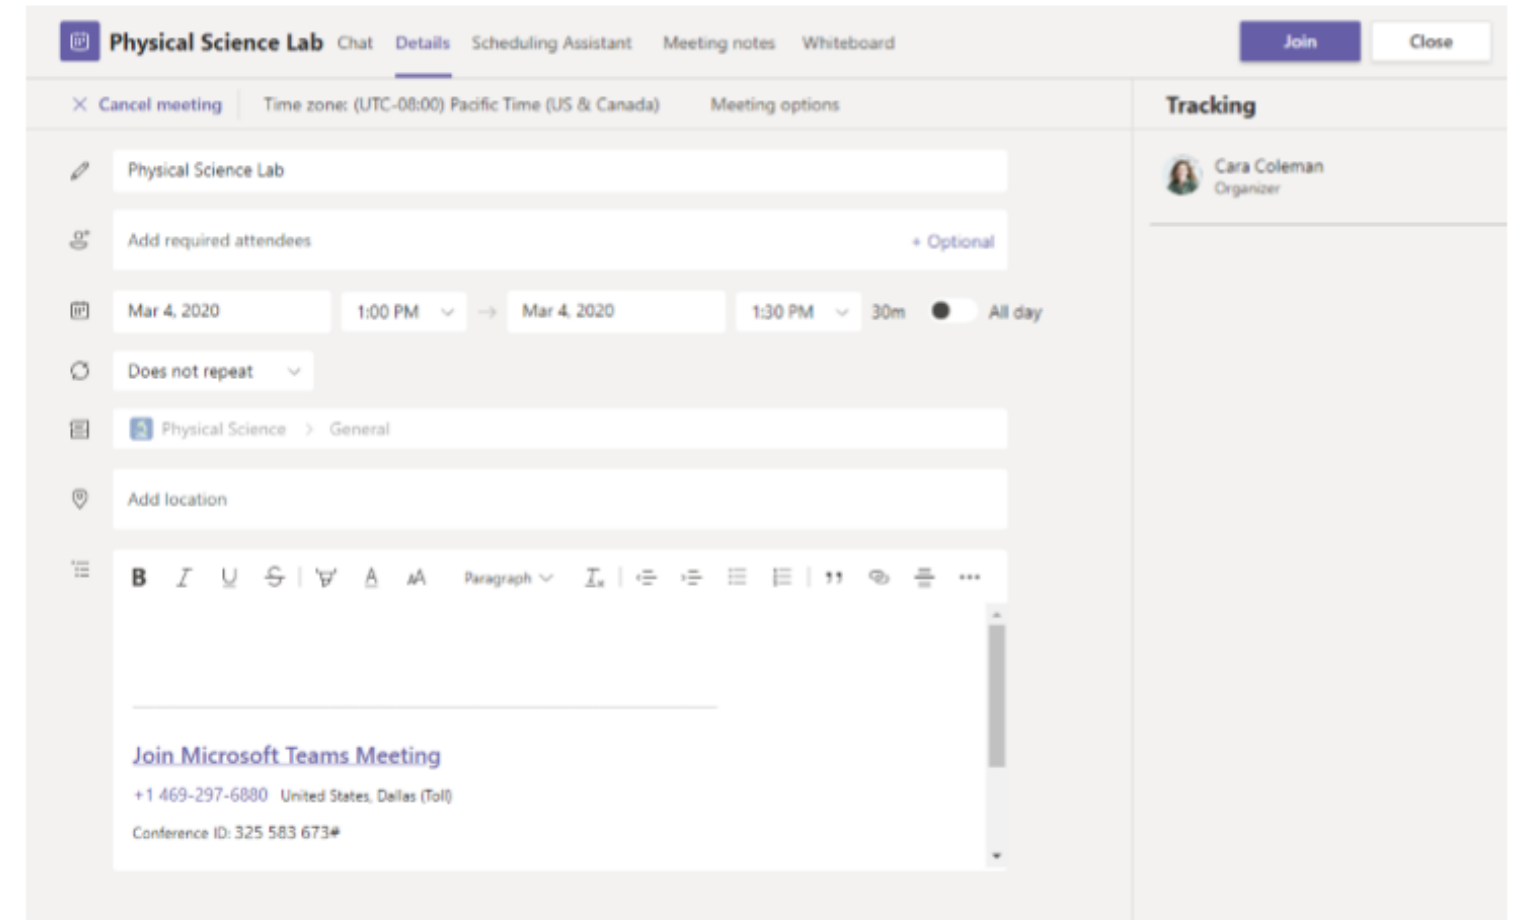 Physical Science Lab Chat Details Scheduling Assistant Meeting notes Whiteboard Join Close
Cancel meeting Time zone: (UTC-08:00) Pacific Time (US & Canada) Meeting options
Tracking
Physical Science Lab
Cara Coleman
Organizer
Add required attendees + Optional
Mar 4, 2020 1:00 PM → Mar 4, 2020 1:30 PM 30m All day
Does not repeat
Physical Science > General
Add location
B I U S A AA Paragraph
Join Microsoft Teams Meeting
+1 469-297-6880 United States, Dallas (Toll)
Conference ID: 325 583 673#